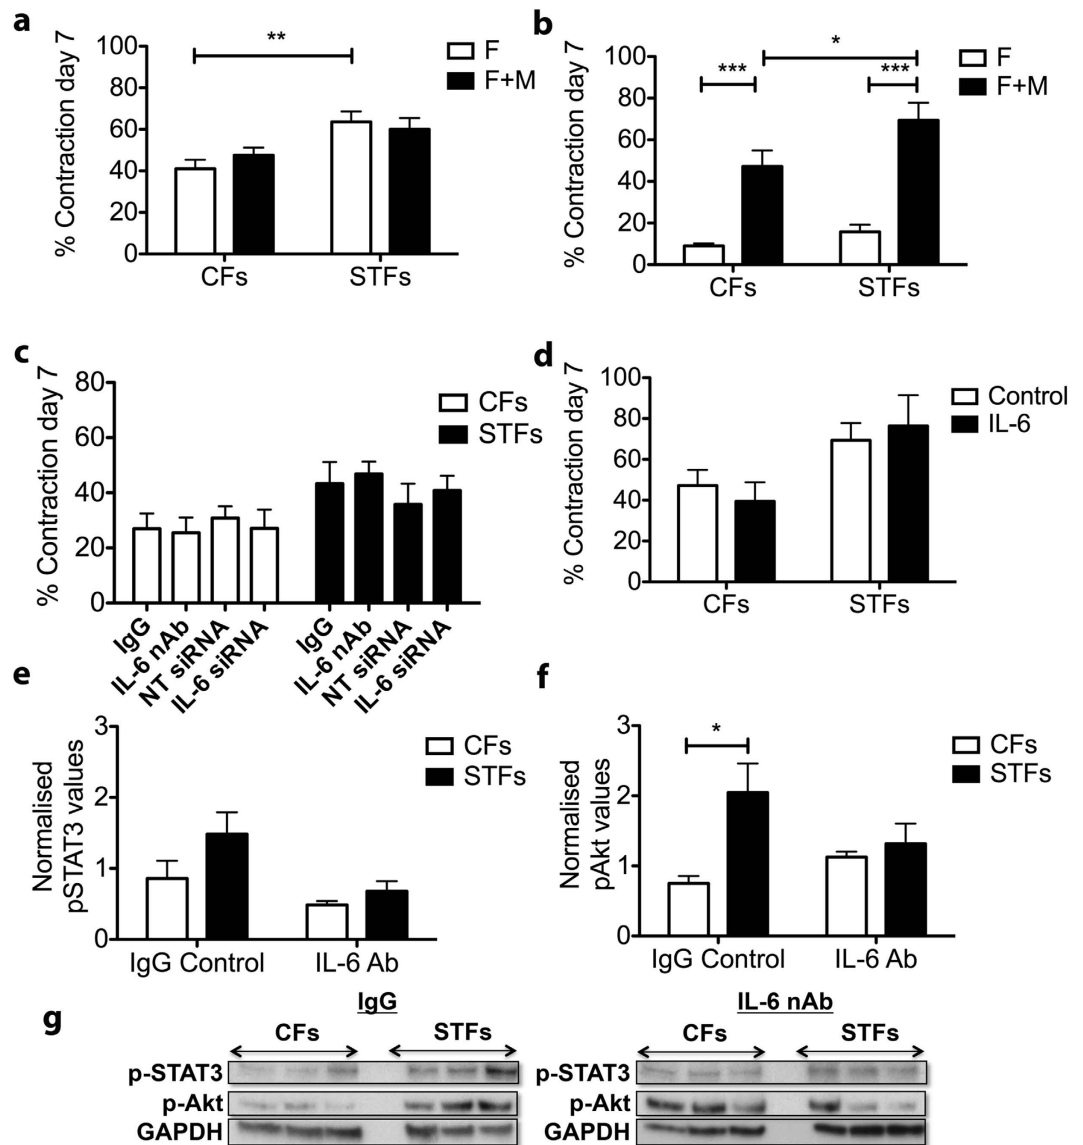 a
% Contraction day 7
100
80
60
40
20
0
**
F
F+M
CFs STFs
b
% Contraction day 7
100
80
60
40
20
0
*
*** ***
F
F+M
CFs STFs
c
% Contraction day 7
80
60
40
20
0
CFs
STFs
IgG IL-6 nAb NT siRNA IL-6 siRNA IgG IL-6 nAb NT siRNA IL-6 siRNA
d
% Contraction day 7
100
80
60
40
20
0
Control
IL-6
CFs STFs
e
Normalised
pSTAT3 values
3
2
1
0
CFs
STFs
IgG Control IL-6 Ab
f
Normalised
pAkt values
3
2
1
0
*
CFs
STFs
IgG Control IL-6 Ab
g
IgG
CFs STFs
p-STAT3
p-Akt
GAPDH
IL-6 nAb
CFs STFs
p-STAT3
p-Akt
GAPDH